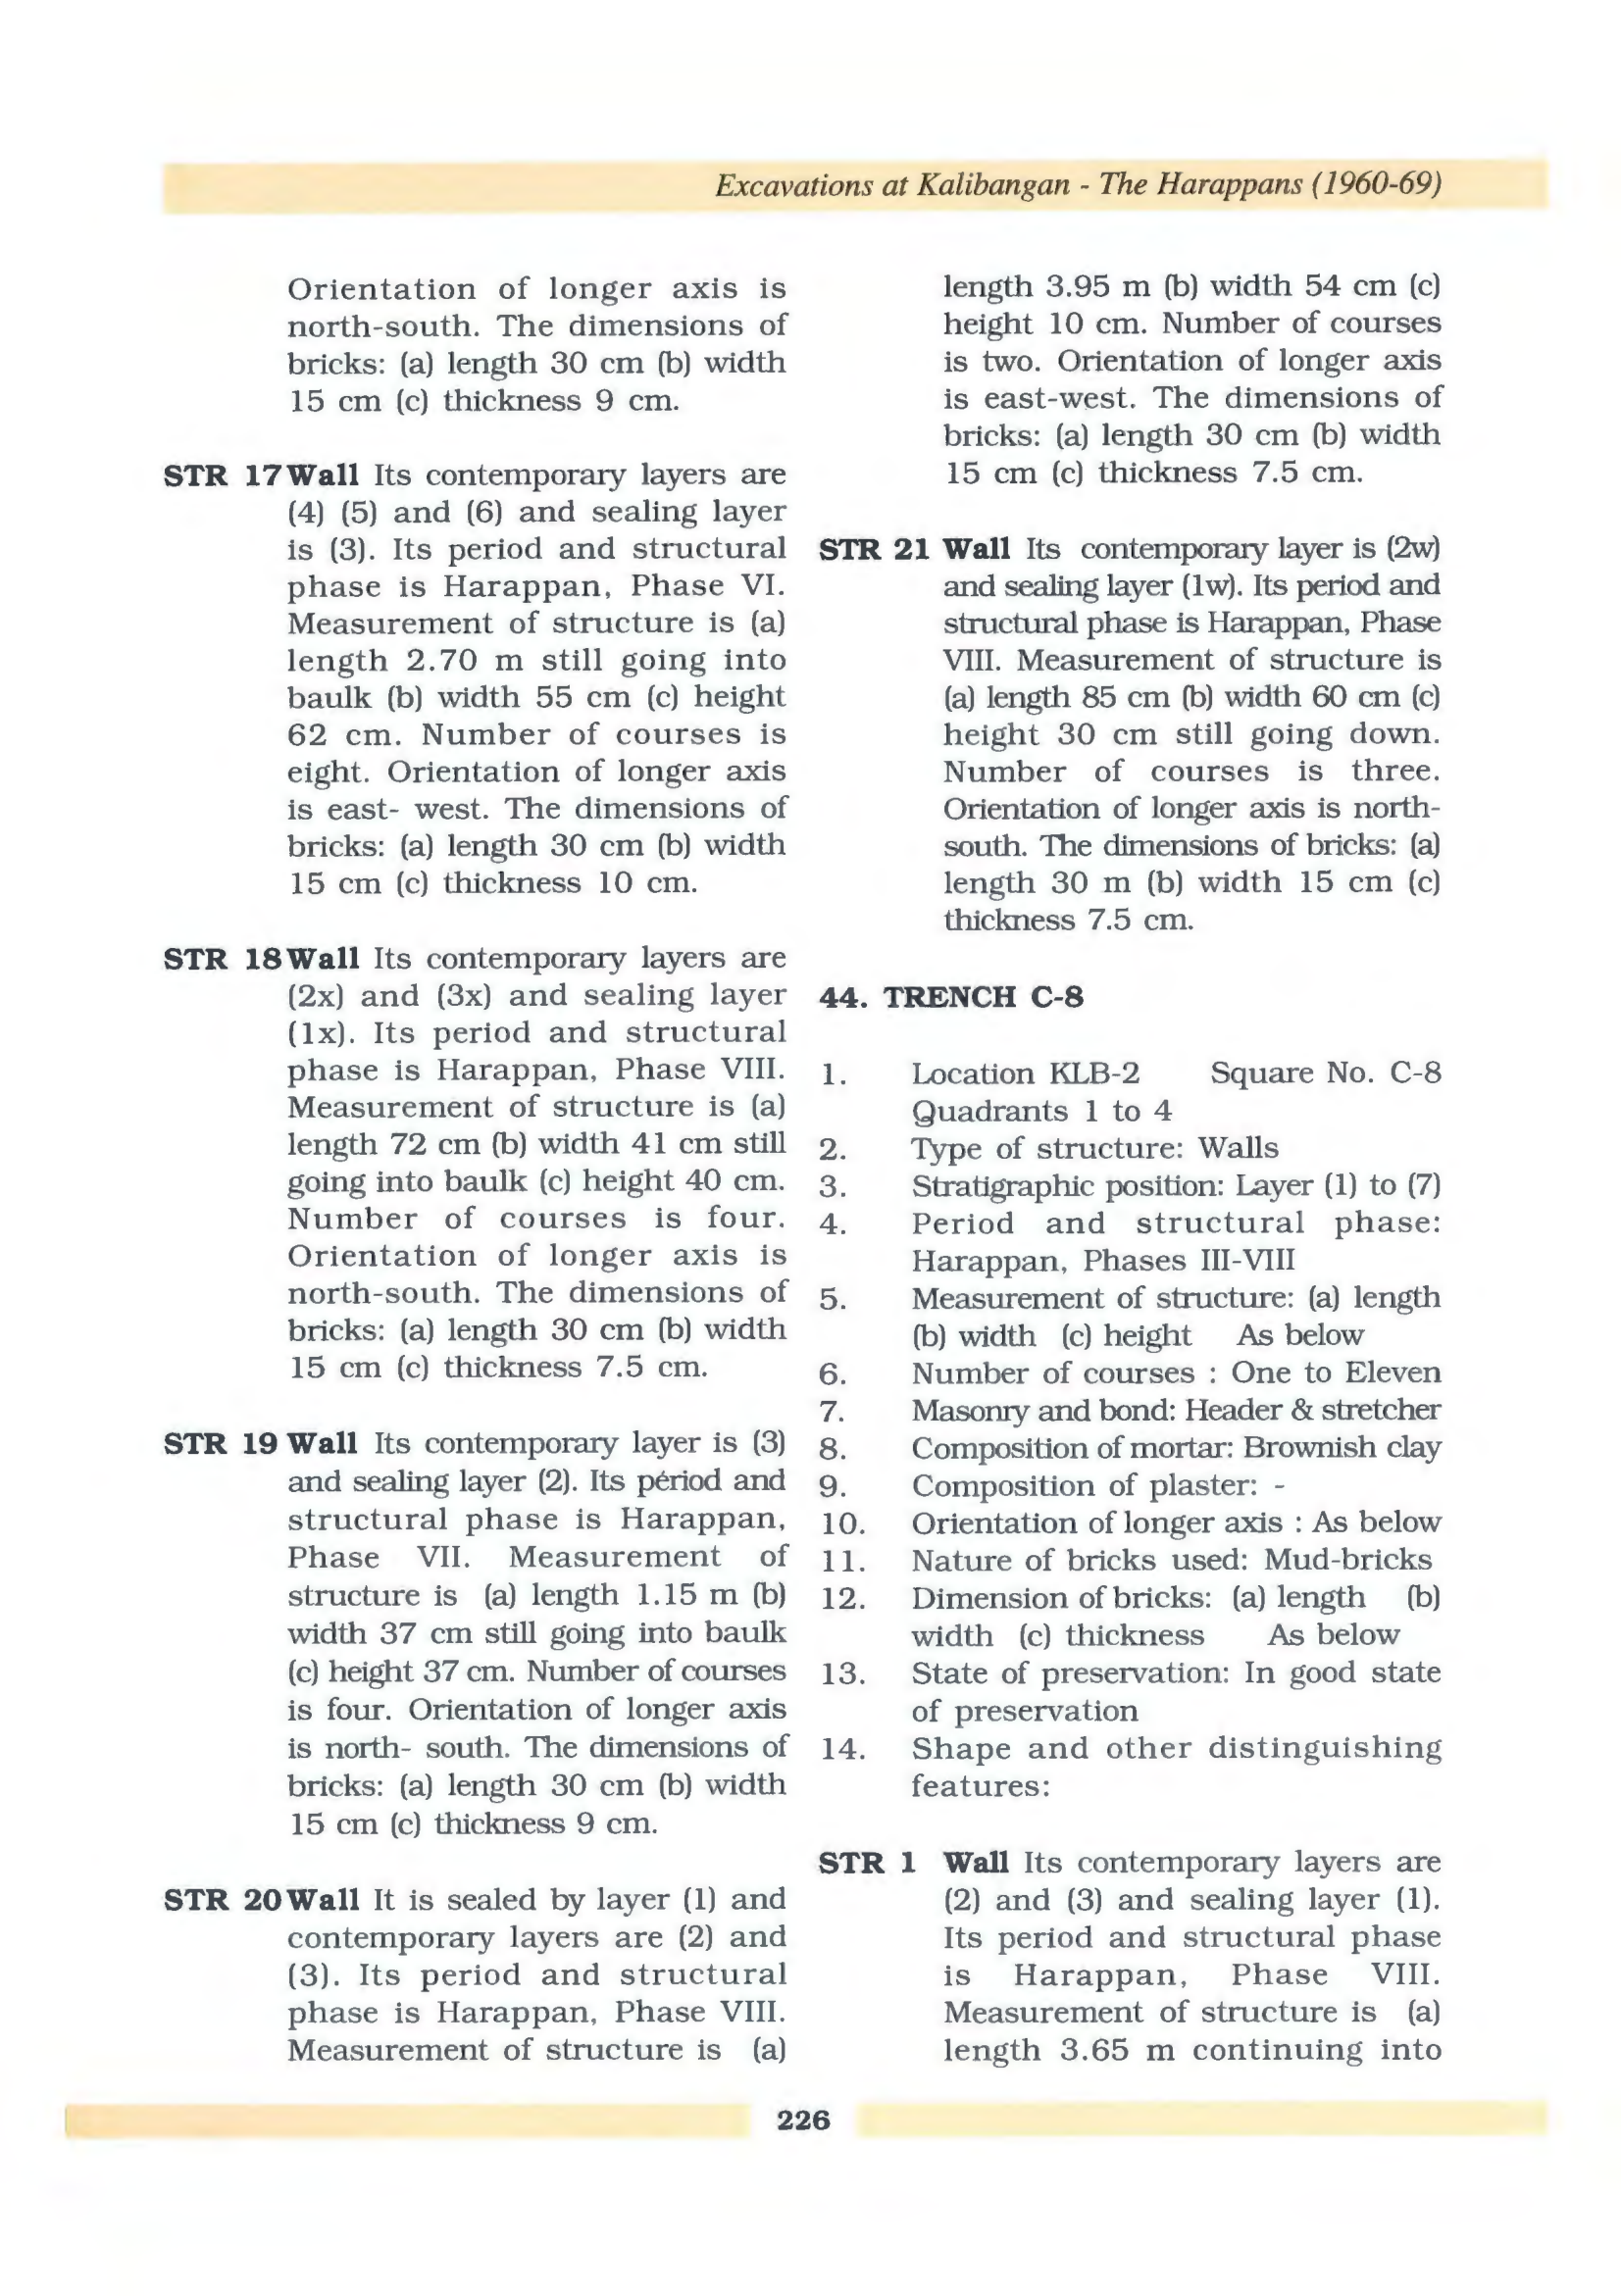 Excavations at Kalibangan - The Harappans (1960-69)
Orientation of longer axis is
north-south. The dimensions of
bricks: (a) length 30 cm (b) width
15 cm (c) thickness 9 cm.
STR 17 Wall Its contemporary layers are
(4) (5) and (6) and sealing layer
is (3). Its period and structural
phase is Harappan, Phase VI.
Measurement of structure is (a)
length 2.70 m still going into
baulk (b) width 55 cm (c) height
62 cm. Number of courses is
eight. Orientation of longer axis
is east- west. The dimensions of
bricks: (a) length 30 cm (b) width
15 cm (c) thickness 10 cm.
STR 18 Wall Its contemporary layers are
(2x) and (3x) and sealing layer
(1x). Its period and structural
phase is Harappan, Phase VIII.
Measurement of structure is (a)
length 72 cm (b) width 41 cm still
going into baulk (c) height 40 cm.
Number of courses is four.
Orientation of longer axis is
north-south. The dimensions of
bricks: (a) length 30 cm (b) width
15 cm (c) thickness 7.5 cm.
STR 19 Wall Its contemporary layer is (3)
and sealing layer (2). Its périod and
structural phase is Harappan,
Phase VII. Measurement of
structure is (a) length 1.15 m (b)
width 37 cm still going into baulk
(c) height 37 cm. Number of courses
is four. Orientation of longer axis
is north- south. The dimensions of
bricks: (a) length 30 cm (b) width
15 cm (c) thickness 9 cm.
STR 20 Wall It is sealed by layer (1) and
contemporary layers are (2) and
(3). Its period and structural
phase is Harappan, Phase VIII.
Measurement of structure is (a)
length 3.95 m (b) width 54 cm (c)
height 10 cm. Number of courses
is two. Orientation of longer axis
is east-west. The dimensions of
bricks: (a) length 30 cm (b) width
15 cm (c) thickness 7.5 cm.
STR 21 Wall Its contemporary layer is (2w)
and sealing layer (1w). Its period and
structural phase is Harappan, Phase
VIII. Measurement of structure is
(a) length 85 cm (b) width 60 cm (c)
height 30 cm still going down.
Number of courses is three.
Orientation of longer axis is north-
south. The dimensions of bricks: (a)
length 30 m (b) width 15 cm (c)
thickness 7.5 cm.
44. TRENCH C-8
1. Location KLB-2 Square No. C-8
Quadrants 1 to 4
2. Type of structure: Walls
3. Stratigraphic position: Layer (1) to (7)
4. Period and structural phase:
Harappan, Phases III-VIII
5. Measurement of structure: (a) length
(b) width (c) height As below
6. Number of courses : One to Eleven
7. Masonry and bond: Header & stretcher
8. Composition of mortar: Brownish clay
9. Composition of plaster: -
10. Orientation of longer axis : As below
11. Nature of bricks used: Mud-bricks
12. Dimension of bricks: (a) length (b)
width (c) thickness As below
13. State of preservation: In good state
of preservation
14. Shape and other distinguishing
features:
STR 1 Wall Its contemporary layers are
(2) and (3) and sealing layer (1).
Its period and structural phase
is Harappan, Phase VIII.
Measurement of structure is (a)
length 3.65 m continuing into
226